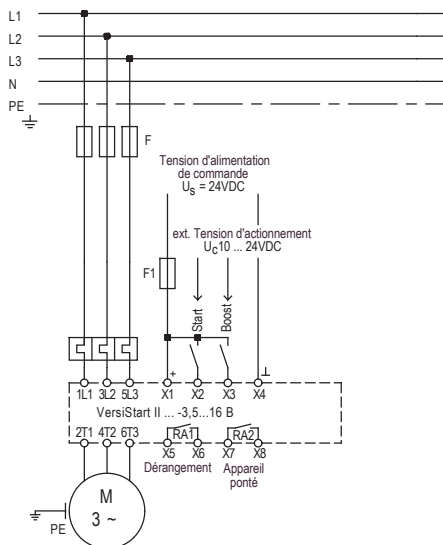 L1
L2
L3
N
PE
F
Tension d'alimentation
de commande
Us = 24VDC
ext. Tension d'actionnement
Uc10 ... 24VDC
F1
Start
Boost
+
1L1 3L2 5L3 X1 X2 X3 X4
VersiStart II ... -3,5...16 B
2T1 4T2 6T3 RA1 RA2
X5 X6 X7 X8
Dérangement Appareil
ponté
M
3 ~
PE